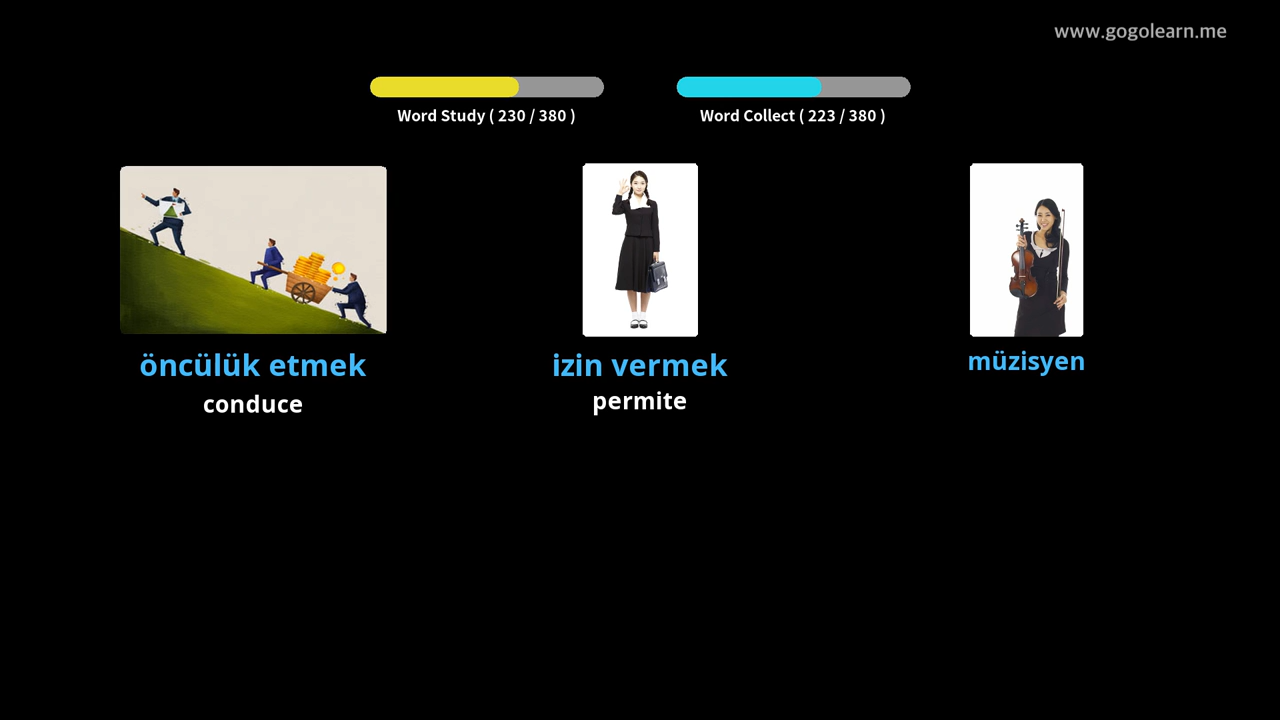 www.gogolearn.me
Word Study ( 230 / 380 )
Word Collect ( 223 / 380 )
öncülük etmek
conduce
izin vermek
permite
müzisyen